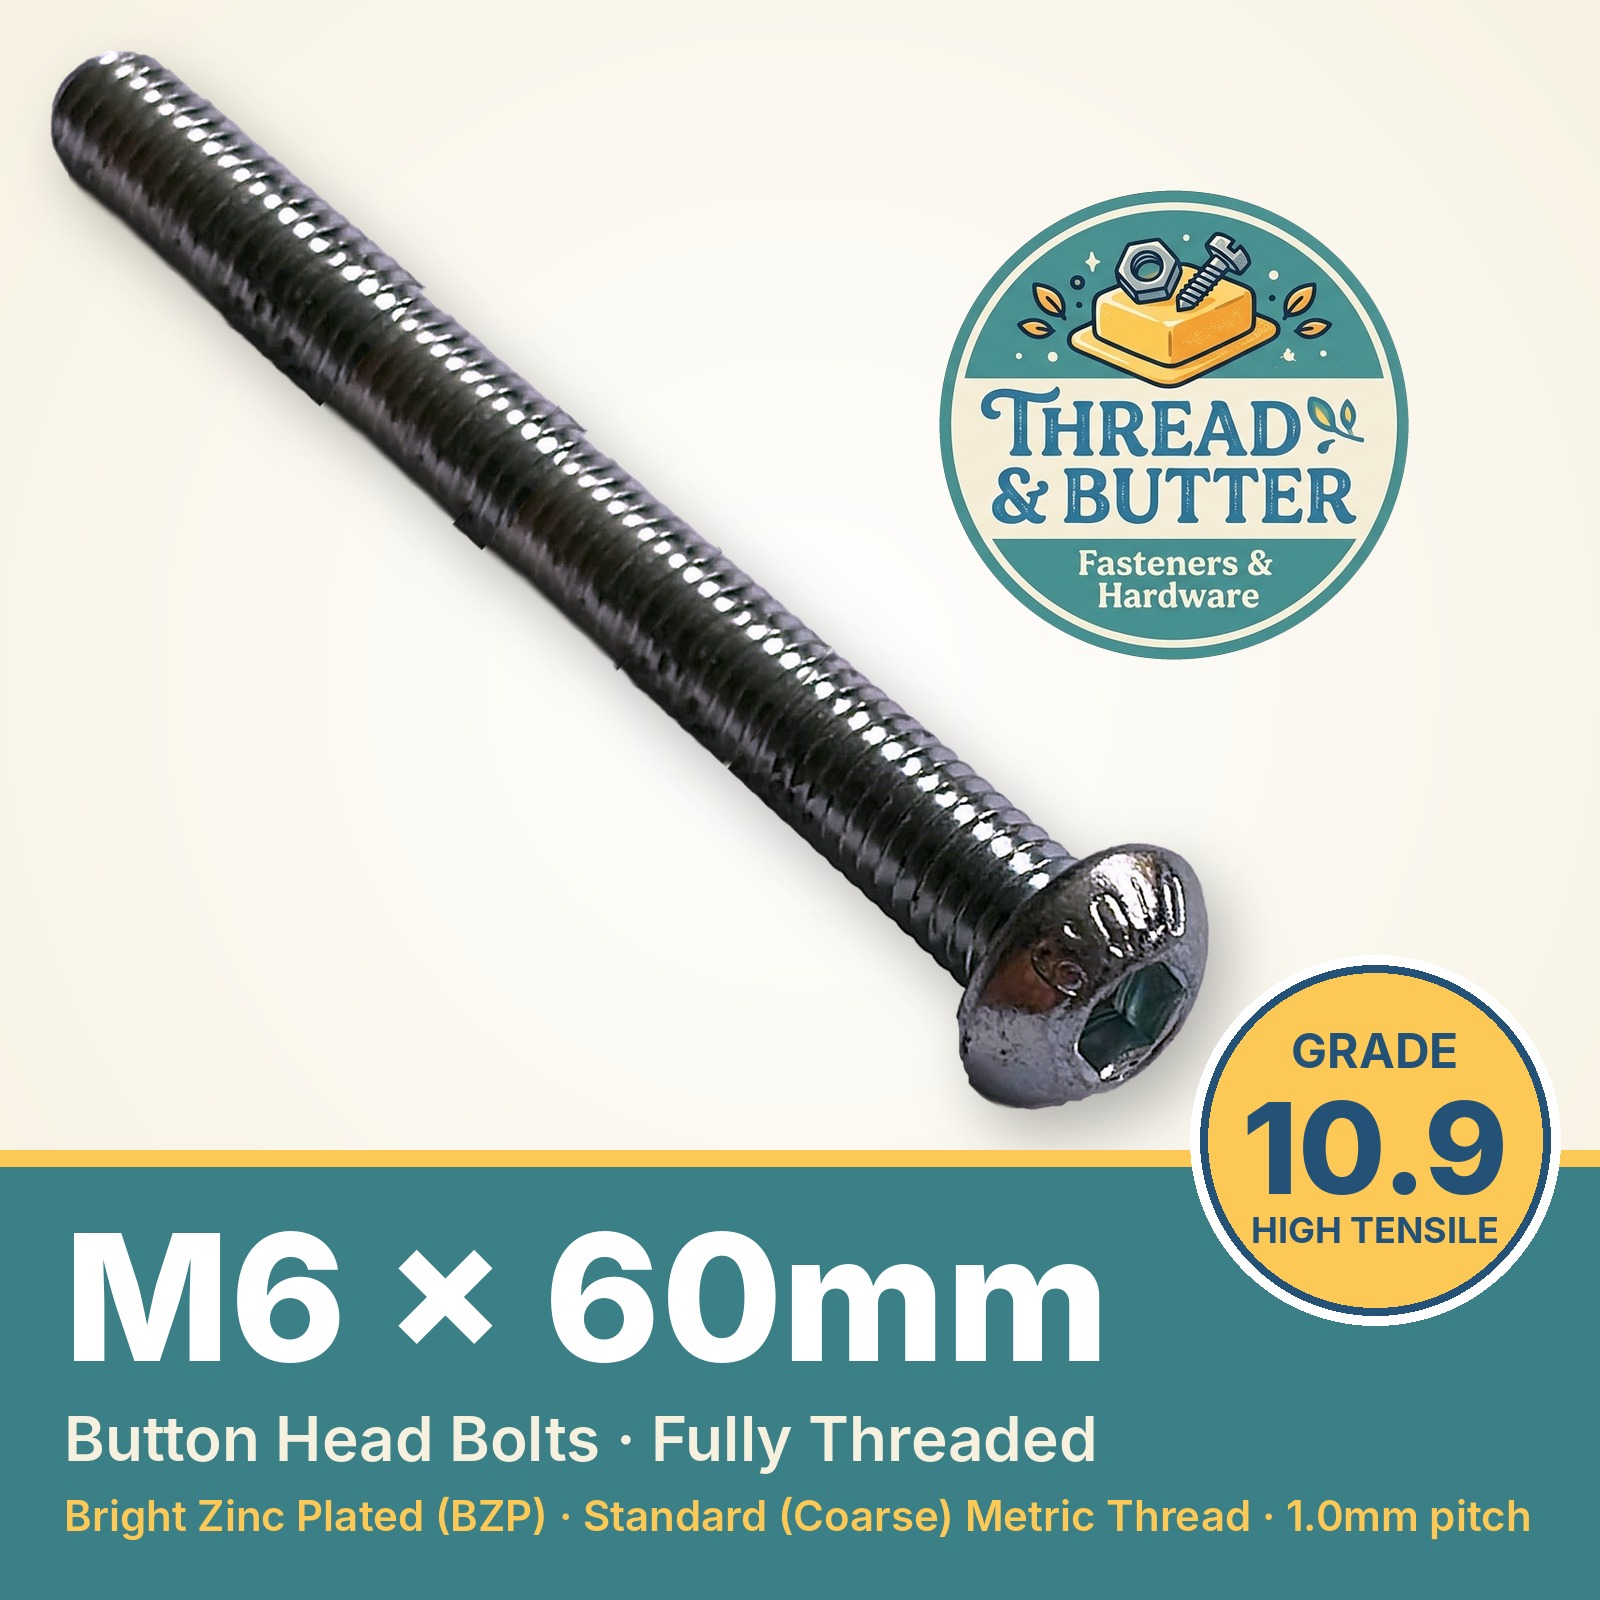 THREAD
& BUTTER
Fasteners &
Hardware
GRADE
10.9
HIGH TENSILE
M6 × 60mm
Button Head Bolts · Fully Threaded
Bright Zinc Plated (BZP) · Standard (Coarse) Metric Thread · 1.0mm pitch